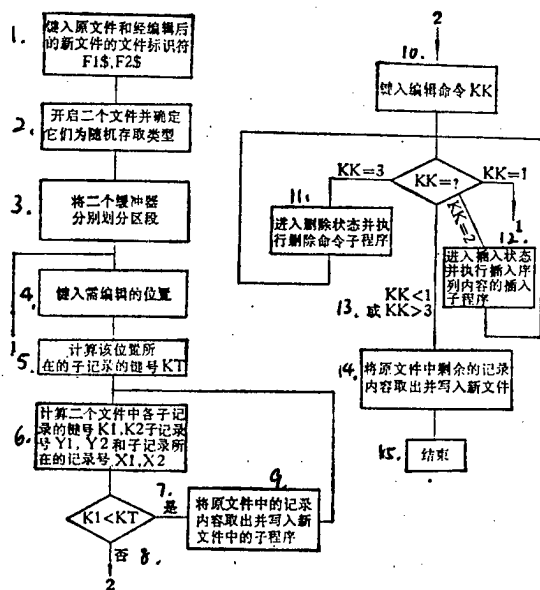 1.
键入原文件和经编辑后
的新文件的文件标识符
F1$,F2$
2.
开启二个文件并确定
它们为随机存取类型
3.
将二个缓冲器
分别划分区段
4.
键入需编辑的位置
1
5.
计算该位置所
在的子记录的键号KT
6.
计算二个文件中各子记
录的键号K1,K2子记录
号Y1, Y2和子记录所
在的记录号,X1,X2
K1<KT
7.
是
否 8.
2
9.
将原文件中的记录
内容取出并写入新
文件中的子程序
2
10.
键入编辑命令KK
KK=?
KK=3
KK=1
KK=2
1
11.
进入删除状态并执
行删除命令子程序
12.
进入插入状态
并执行插入序
列内容的插入
子程序
13.
KK<1
或KK>3
14.
将原文件中剩余的记录
内容取出并写入新文件
15.
结束